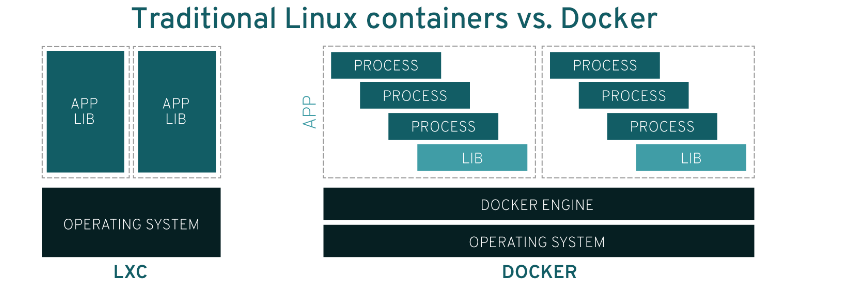 Traditional Linux containers vs. Docker
APP
LIB
APP
LIB
OPERATING SYSTEM
LXC
APP
PROCESS
PROCESS
PROCESS
LIB
PROCESS
PROCESS
PROCESS
LIB
DOCKER ENGINE
OPERATING SYSTEM
DOCKER